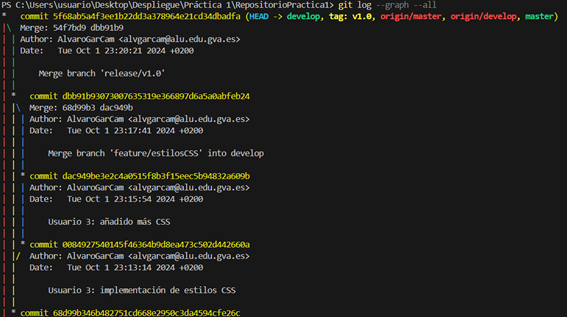 PS C:\Users\usuario\Desktop\Despliegue\Práctica 1\RepositorioPractica1> git log --graph --all
*   commit 5f68ab5a4f3ee1b22dd3a378964e21cd34dbadfa (HEAD -> develop, tag: v1.0, origin/master, origin/develop, master)
|\  Merge: 54f7bd9 dbb91b9
| | Author: AlvaroGarCam <alvgarcam@alu.edu.gva.es>
| | Date:   Tue Oct 1 23:20:21 2024 +0200
| |
| |     Merge branch 'release/v1.0'
| |
| *   commit dbb91b93073007635319e366897d6a5a0abfeb24
| |\  Merge: 68d99b3 dac949b
| | | Author: AlvaroGarCam <alvgarcam@alu.edu.gva.es>
| | | Date:   Tue Oct 1 23:17:41 2024 +0200
| | |
| | |     Merge branch 'feature/estilosCSS' into develop
| | |
| | * commit dac949be3e2c4a0515f8b3f15eec5b94832a609b
| | | Author: AlvaroGarCam <alvgarcam@alu.edu.gva.es>
| | | Date:   Tue Oct 1 23:15:54 2024 +0200
| | |
| | |     Usuario 3: añadido más CSS
| | |
| | * commit 0084927540145f46364b9d8ea473c502d442660a
| |/  Author: AlvaroGarCam <alvgarcam@alu.edu.gva.es>
| |   Date:   Tue Oct 1 23:13:14 2024 +0200
| |
| |       Usuario 3: implementación de estilos CSS
| |
| * commit 68d99b346b482751cd668e2950c3da4594cfe26c